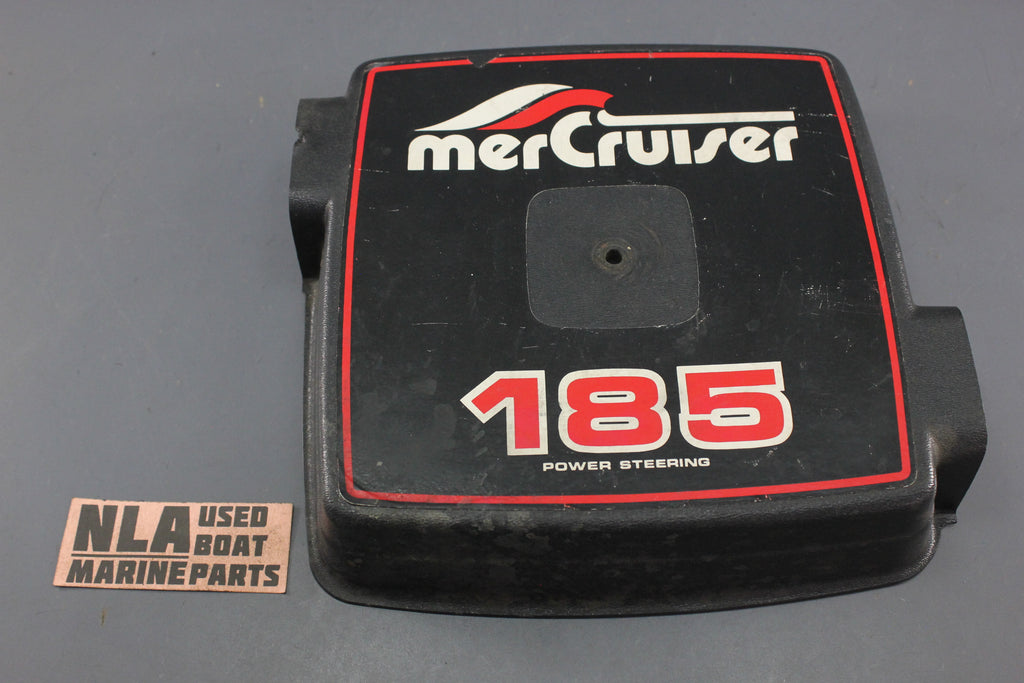 merCruiser
185
POWER STEERING
NLA USED
BOAT
MARINE PARTS